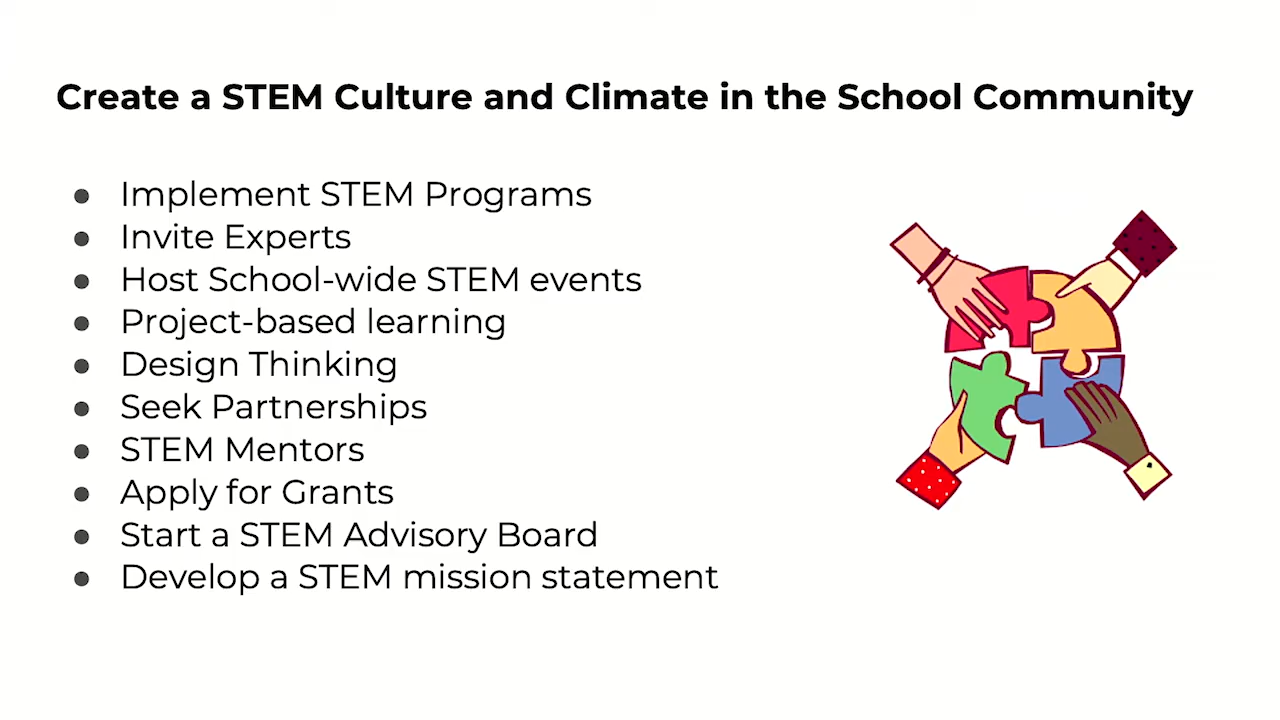 Create a STEM Culture and Climate in the School Community
● Implement STEM Programs
● Invite Experts
● Host School-wide STEM events
● Project-based learning
● Design Thinking
● Seek Partnerships
● STEM Mentors
● Apply for Grants
● Start a STEM Advisory Board
● Develop a STEM mission statement